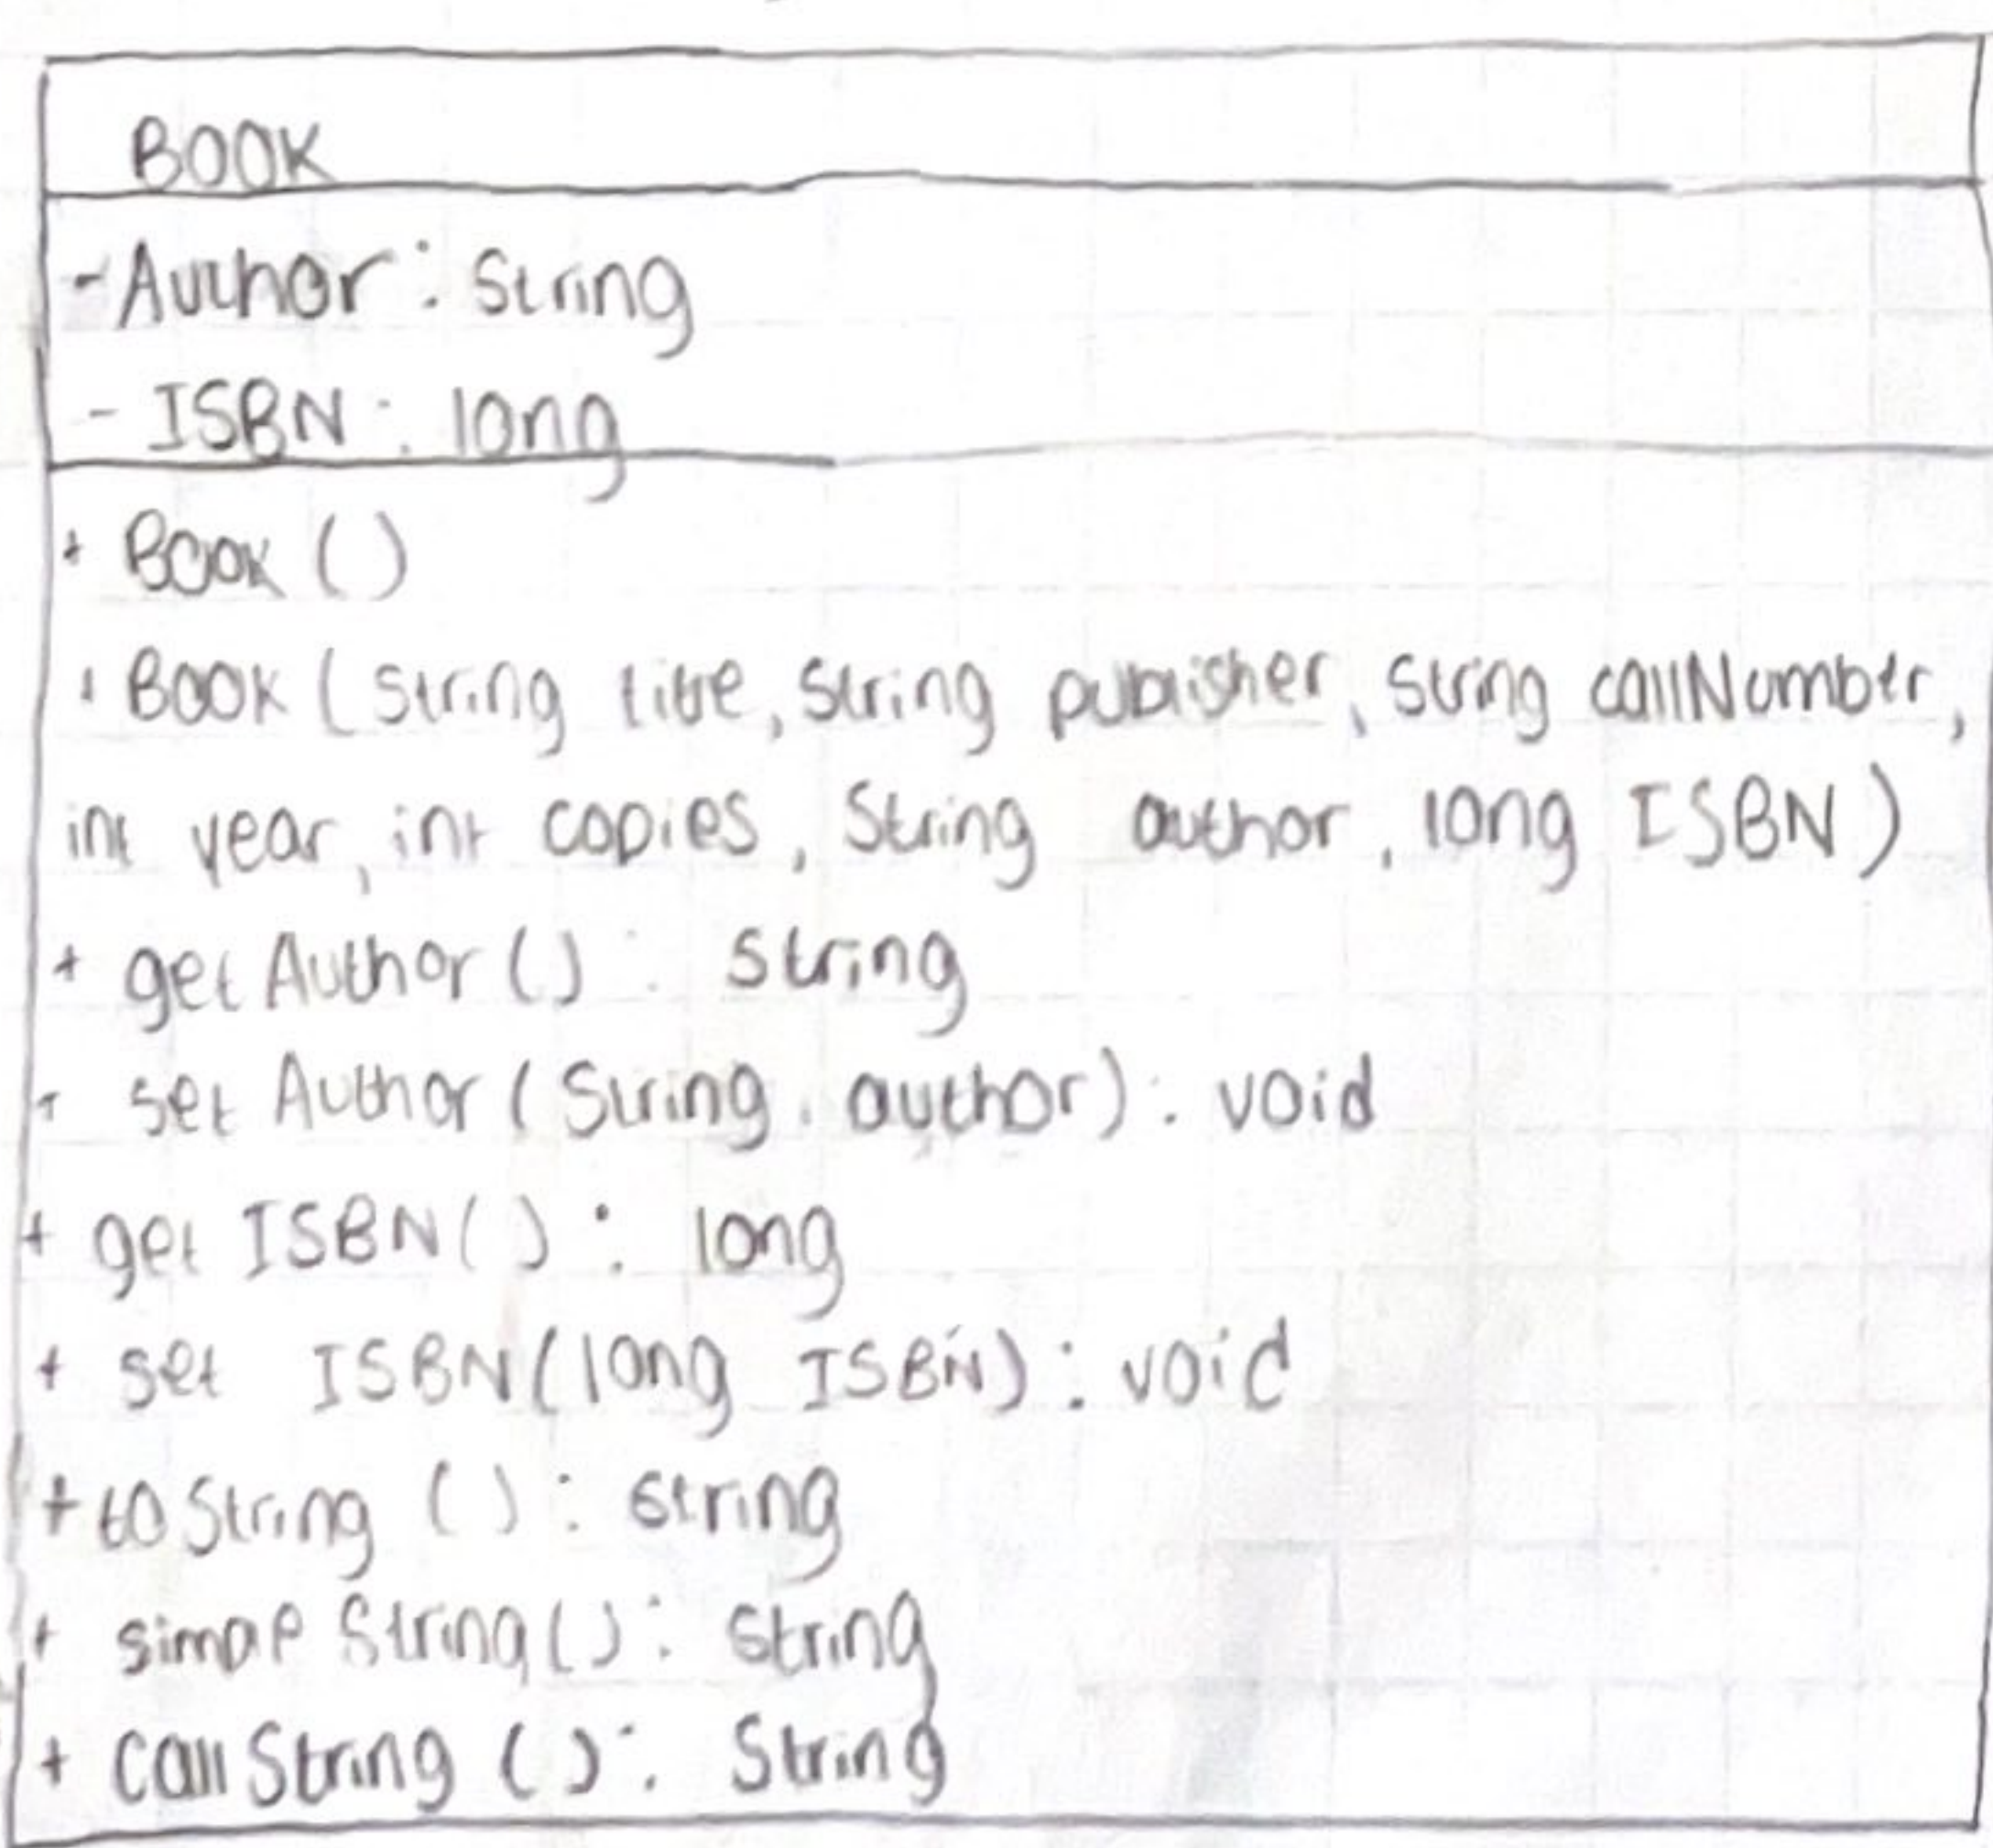 BOOK
- Author : String
- ISBN : long
+ Book ()
+ Book (String title, String publisher, String callNumber,
int year, int copies, String author, long ISBN)
+ getAuthor () : String
+ setAuthor (String author) : void
+ get ISBN () : long
+ set ISBN (long ISBN) : void
+ toString () : String
+ simple String () : String
+ callString () : String